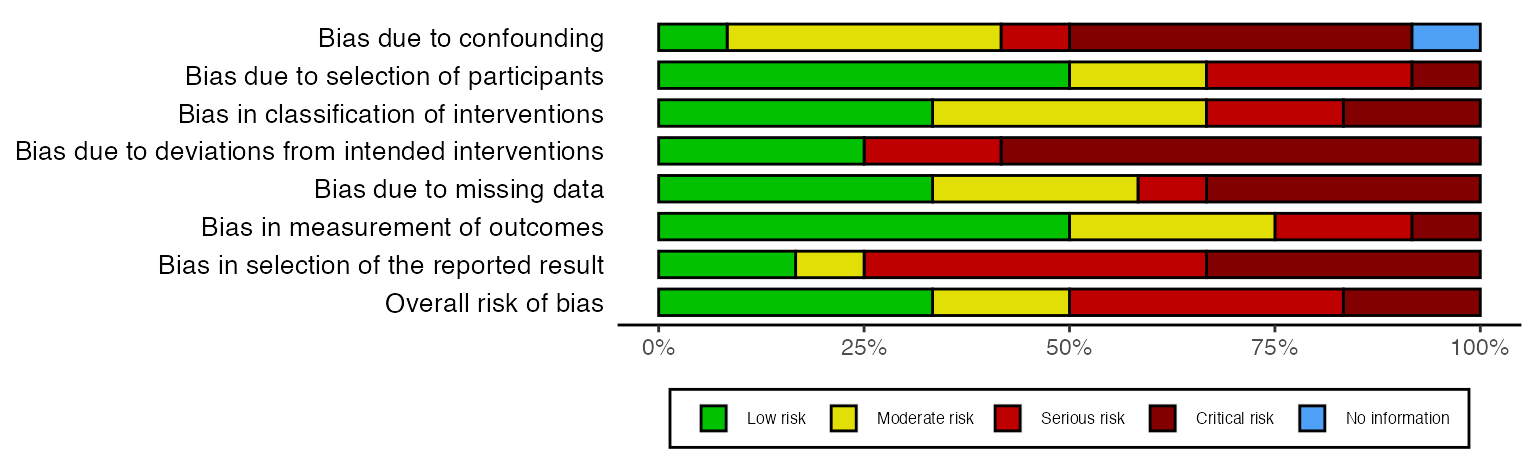 Bias due to confounding
Bias due to selection of participants
Bias in classification of interventions
Bias due to deviations from intended interventions
Bias due to missing data
Bias in measurement of outcomes
Bias in selection of the reported result
Overall risk of bias
0% 25% 50% 75% 100%
Low risk Moderate risk Serious risk Critical risk No information